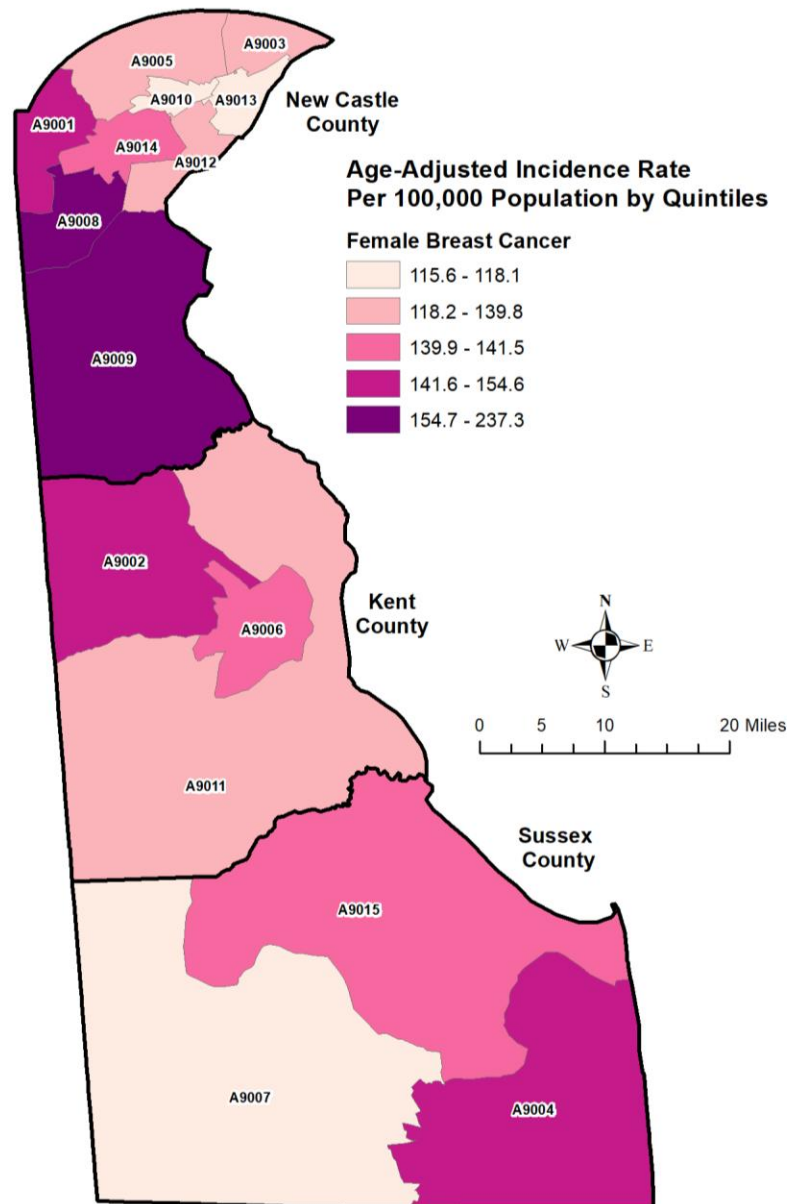 A9003
A9005
A9010
A9013
New Castle
County
A9001
A9014
A9012
Age-Adjusted Incidence Rate
Per 100,000 Population by Quintiles
A9008
Female Breast Cancer
115.6 - 118.1
118.2 - 139.8
139.9 - 141.5
141.6 - 154.6
154.7 - 237.3
A9009
A9002
Kent
County
A9006
N
W E
S
0 5 10 20 Miles
A9011
Sussex
County
A9015
A9007
A9004